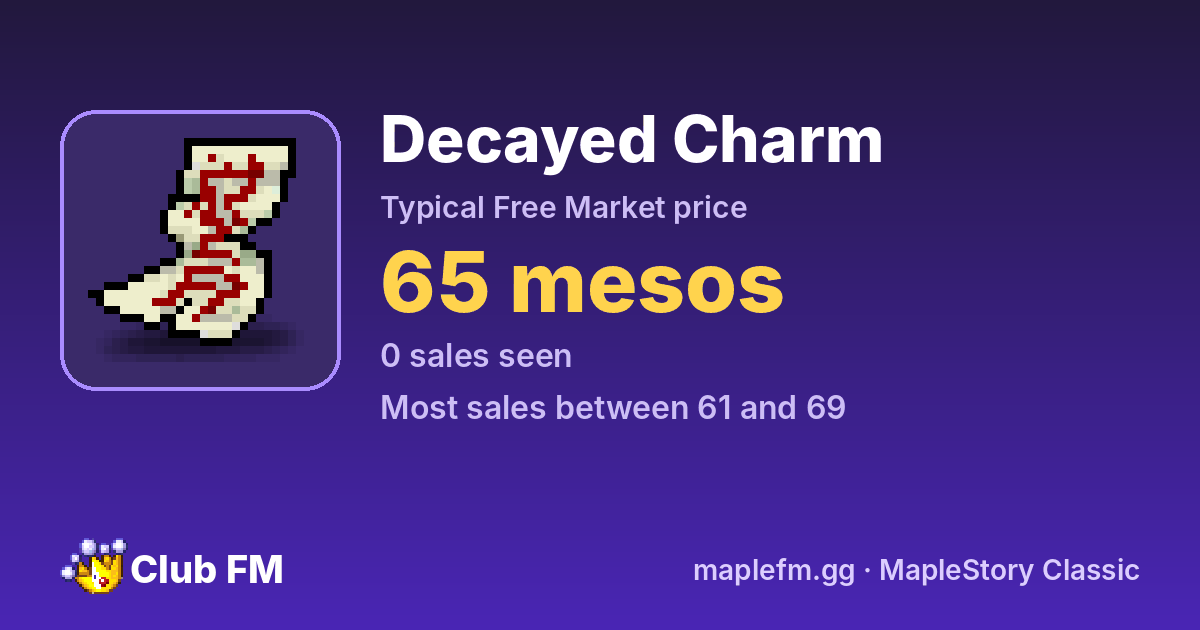 Decayed Charm
Typical Free Market price
65 mesos
0 sales seen
Most sales between 61 and 69
Club FM
maplefm.gg · MapleStory Classic